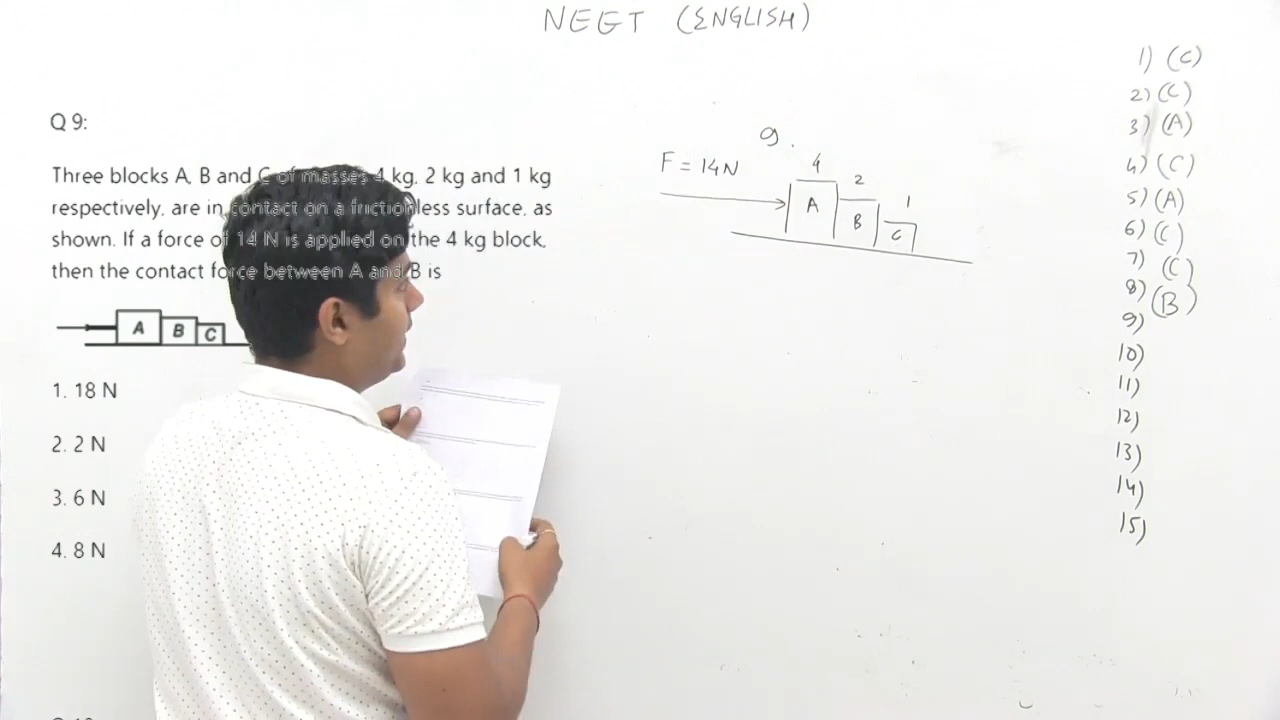 NEET (ENGLISH)
Q 9:
Three blocks A, B and C of masses 4 kg, 2 kg and 1 kg
respectively, are in contact on a frictionless surface, as
shown. If a force of 14 N is applied on the 4 kg block,
then the contact force between A and B is
A B C
1. 18 N
2. 2 N
3. 6 N
4. 8 N
9.
F = 14N
4 2 1
A B C
1) (C)
2) (C)
3) (A)
4) (C)
5) (A)
6) (C)
7) (C)
8) (B)
9)
10)
11)
12)
13)
14)
15)